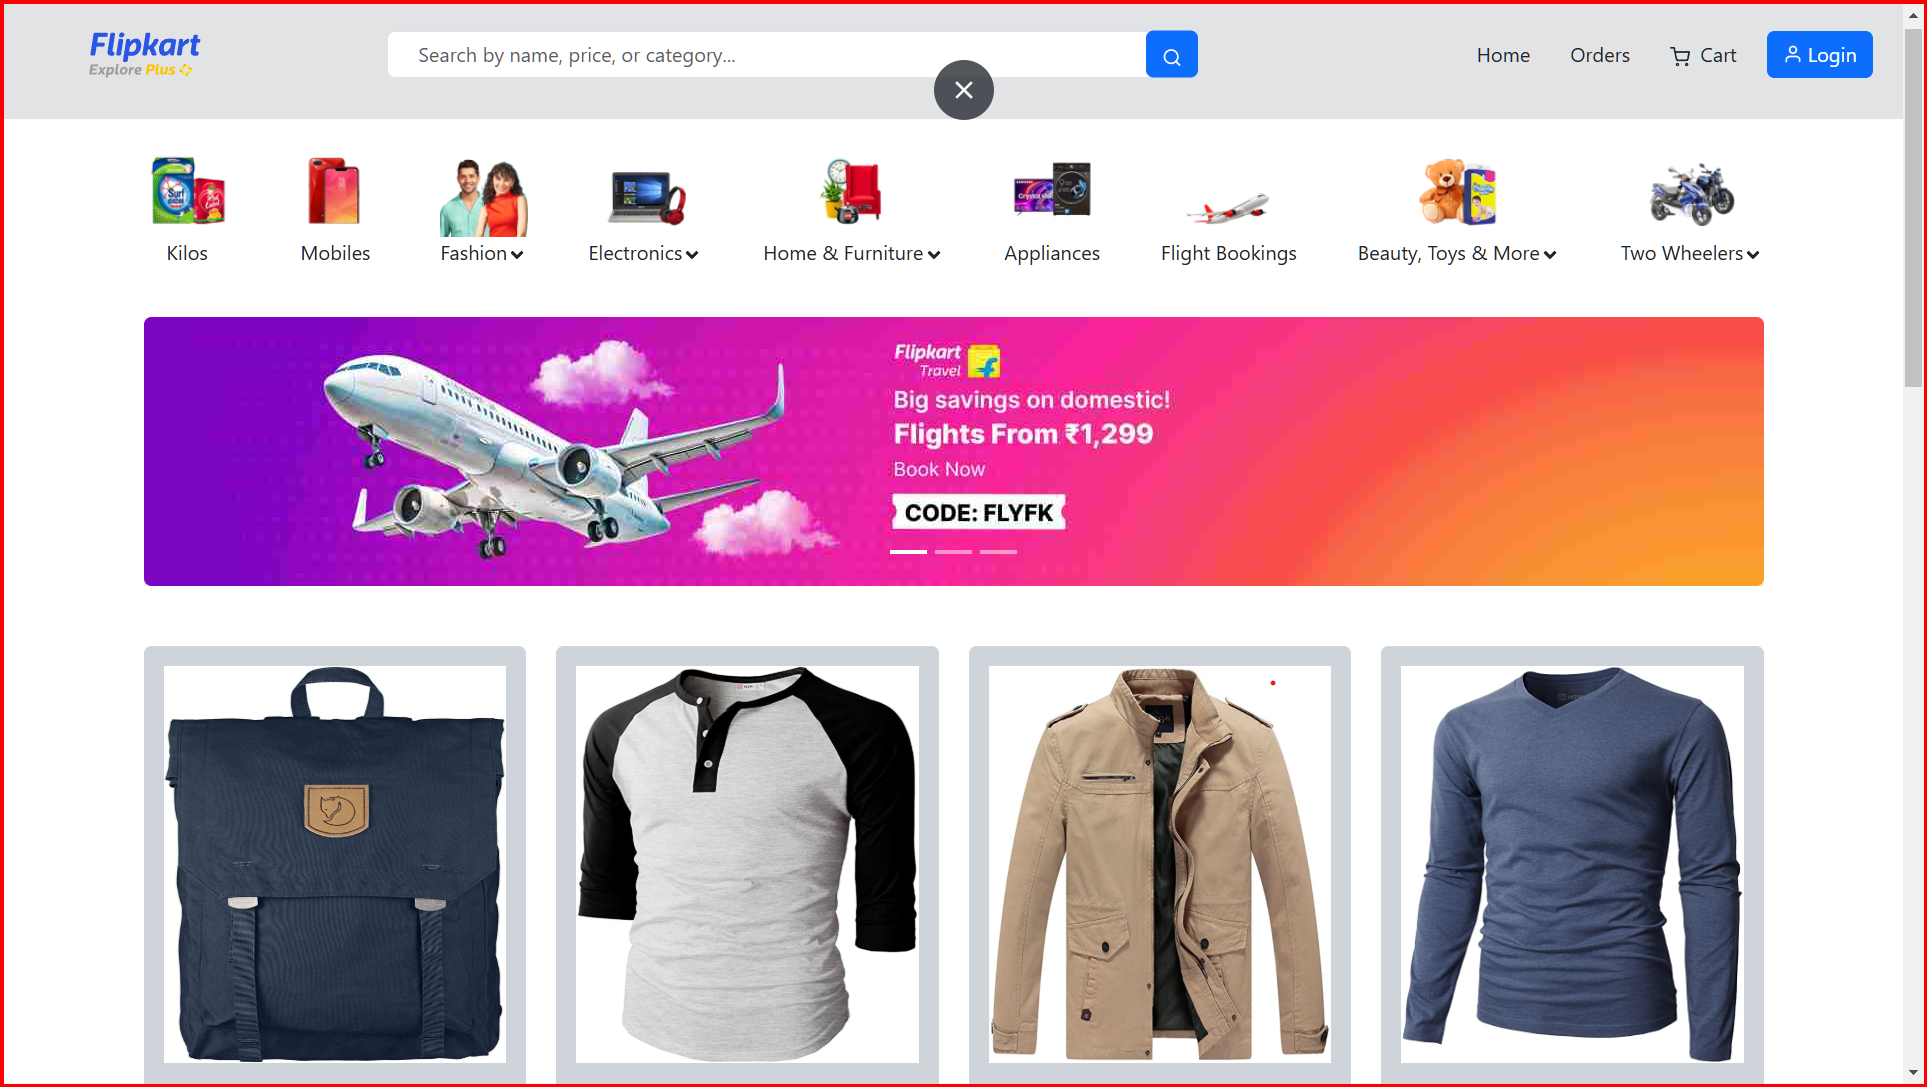 Flipkart
Explore Plus
Search by name, price, or category...
Home
Orders
Cart
Login
Kilos
Mobiles
Fashion
Electronics
Home & Furniture
Appliances
Flight Bookings
Beauty, Toys & More
Two Wheelers
Flipkart
Travel
Big savings on domestic!
Flights From ₹1,299
Book Now
CODE: FLYFK
Surf
excel